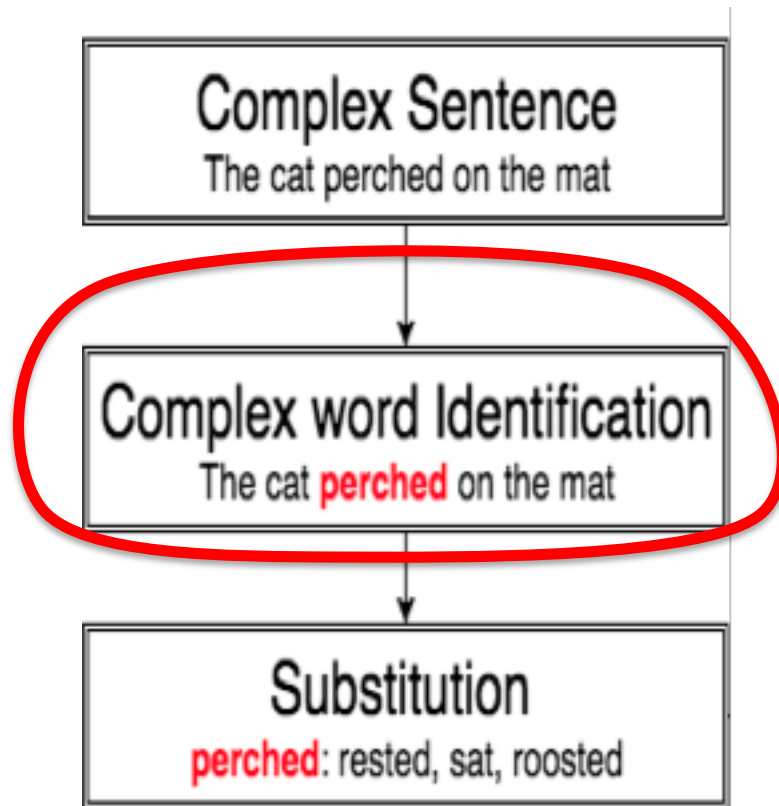 Complex Sentence
The cat perched on the mat
Complex word Identification
The cat perched on the mat
Substitution
perched: rested, sat, roosted